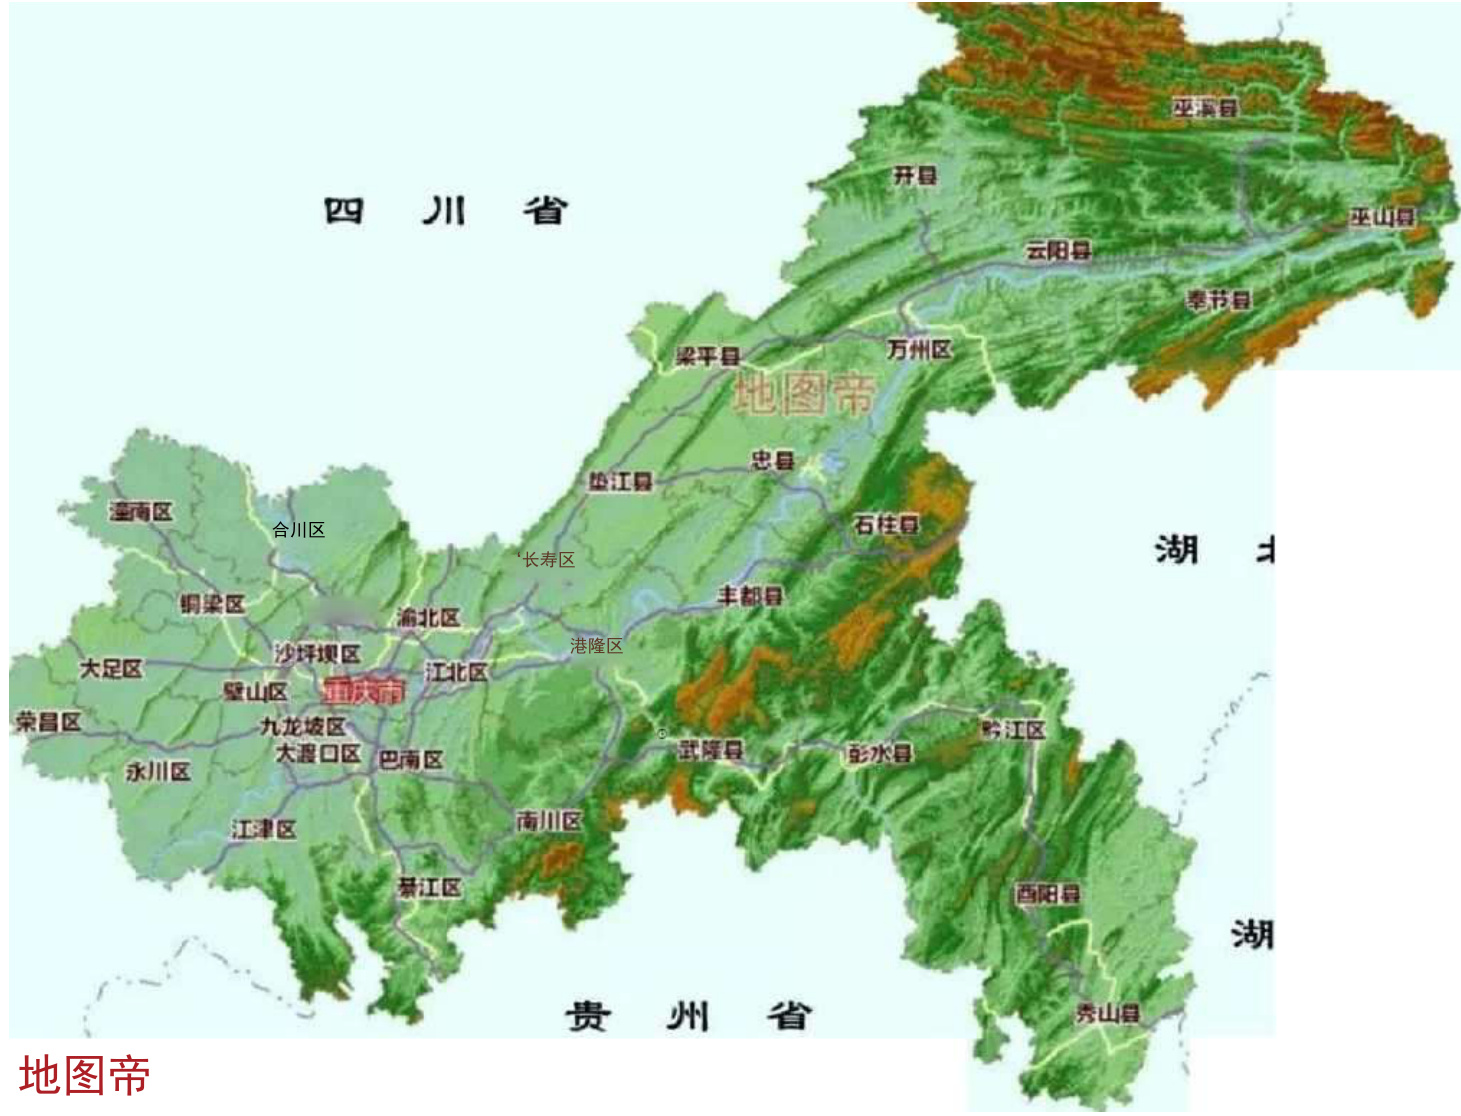 巫溪县
开县
四川省
巫山县
云阳县
奉节县
万州区
梁平县
地图帝
忠县
垫江县
潼南区
合川区
石柱县
湖
长寿区
丰都县
铜梁区
渝北区
港隆区
沙坪坝区
大足区
江北区
璧山区
重庆市
荣昌区
九龙坡区
黔江区
大渡口区
巴南区
武隆县
彭水县
永川区
南川区
江津区
綦江区
酉阳县
湖
贵州省
秀山县
地图帝